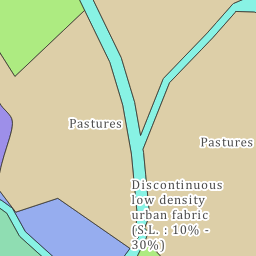 Pastures
Pastures
Discontinuous
low density
urban fabric
(S.L. : 10% -
30%)